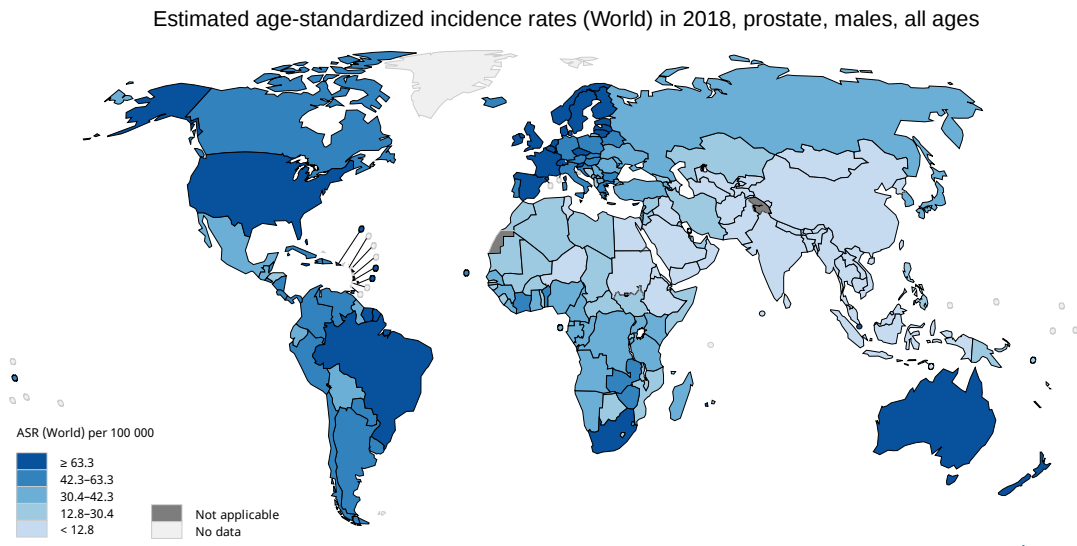 Estimated age-standardized incidence rates (World) in 2018, prostate, males, all ages
ASR (World) per 100 000
≥ 63.3
42.3–63.3
30.4–42.3
12.8–30.4
< 12.8
Not applicable
No data